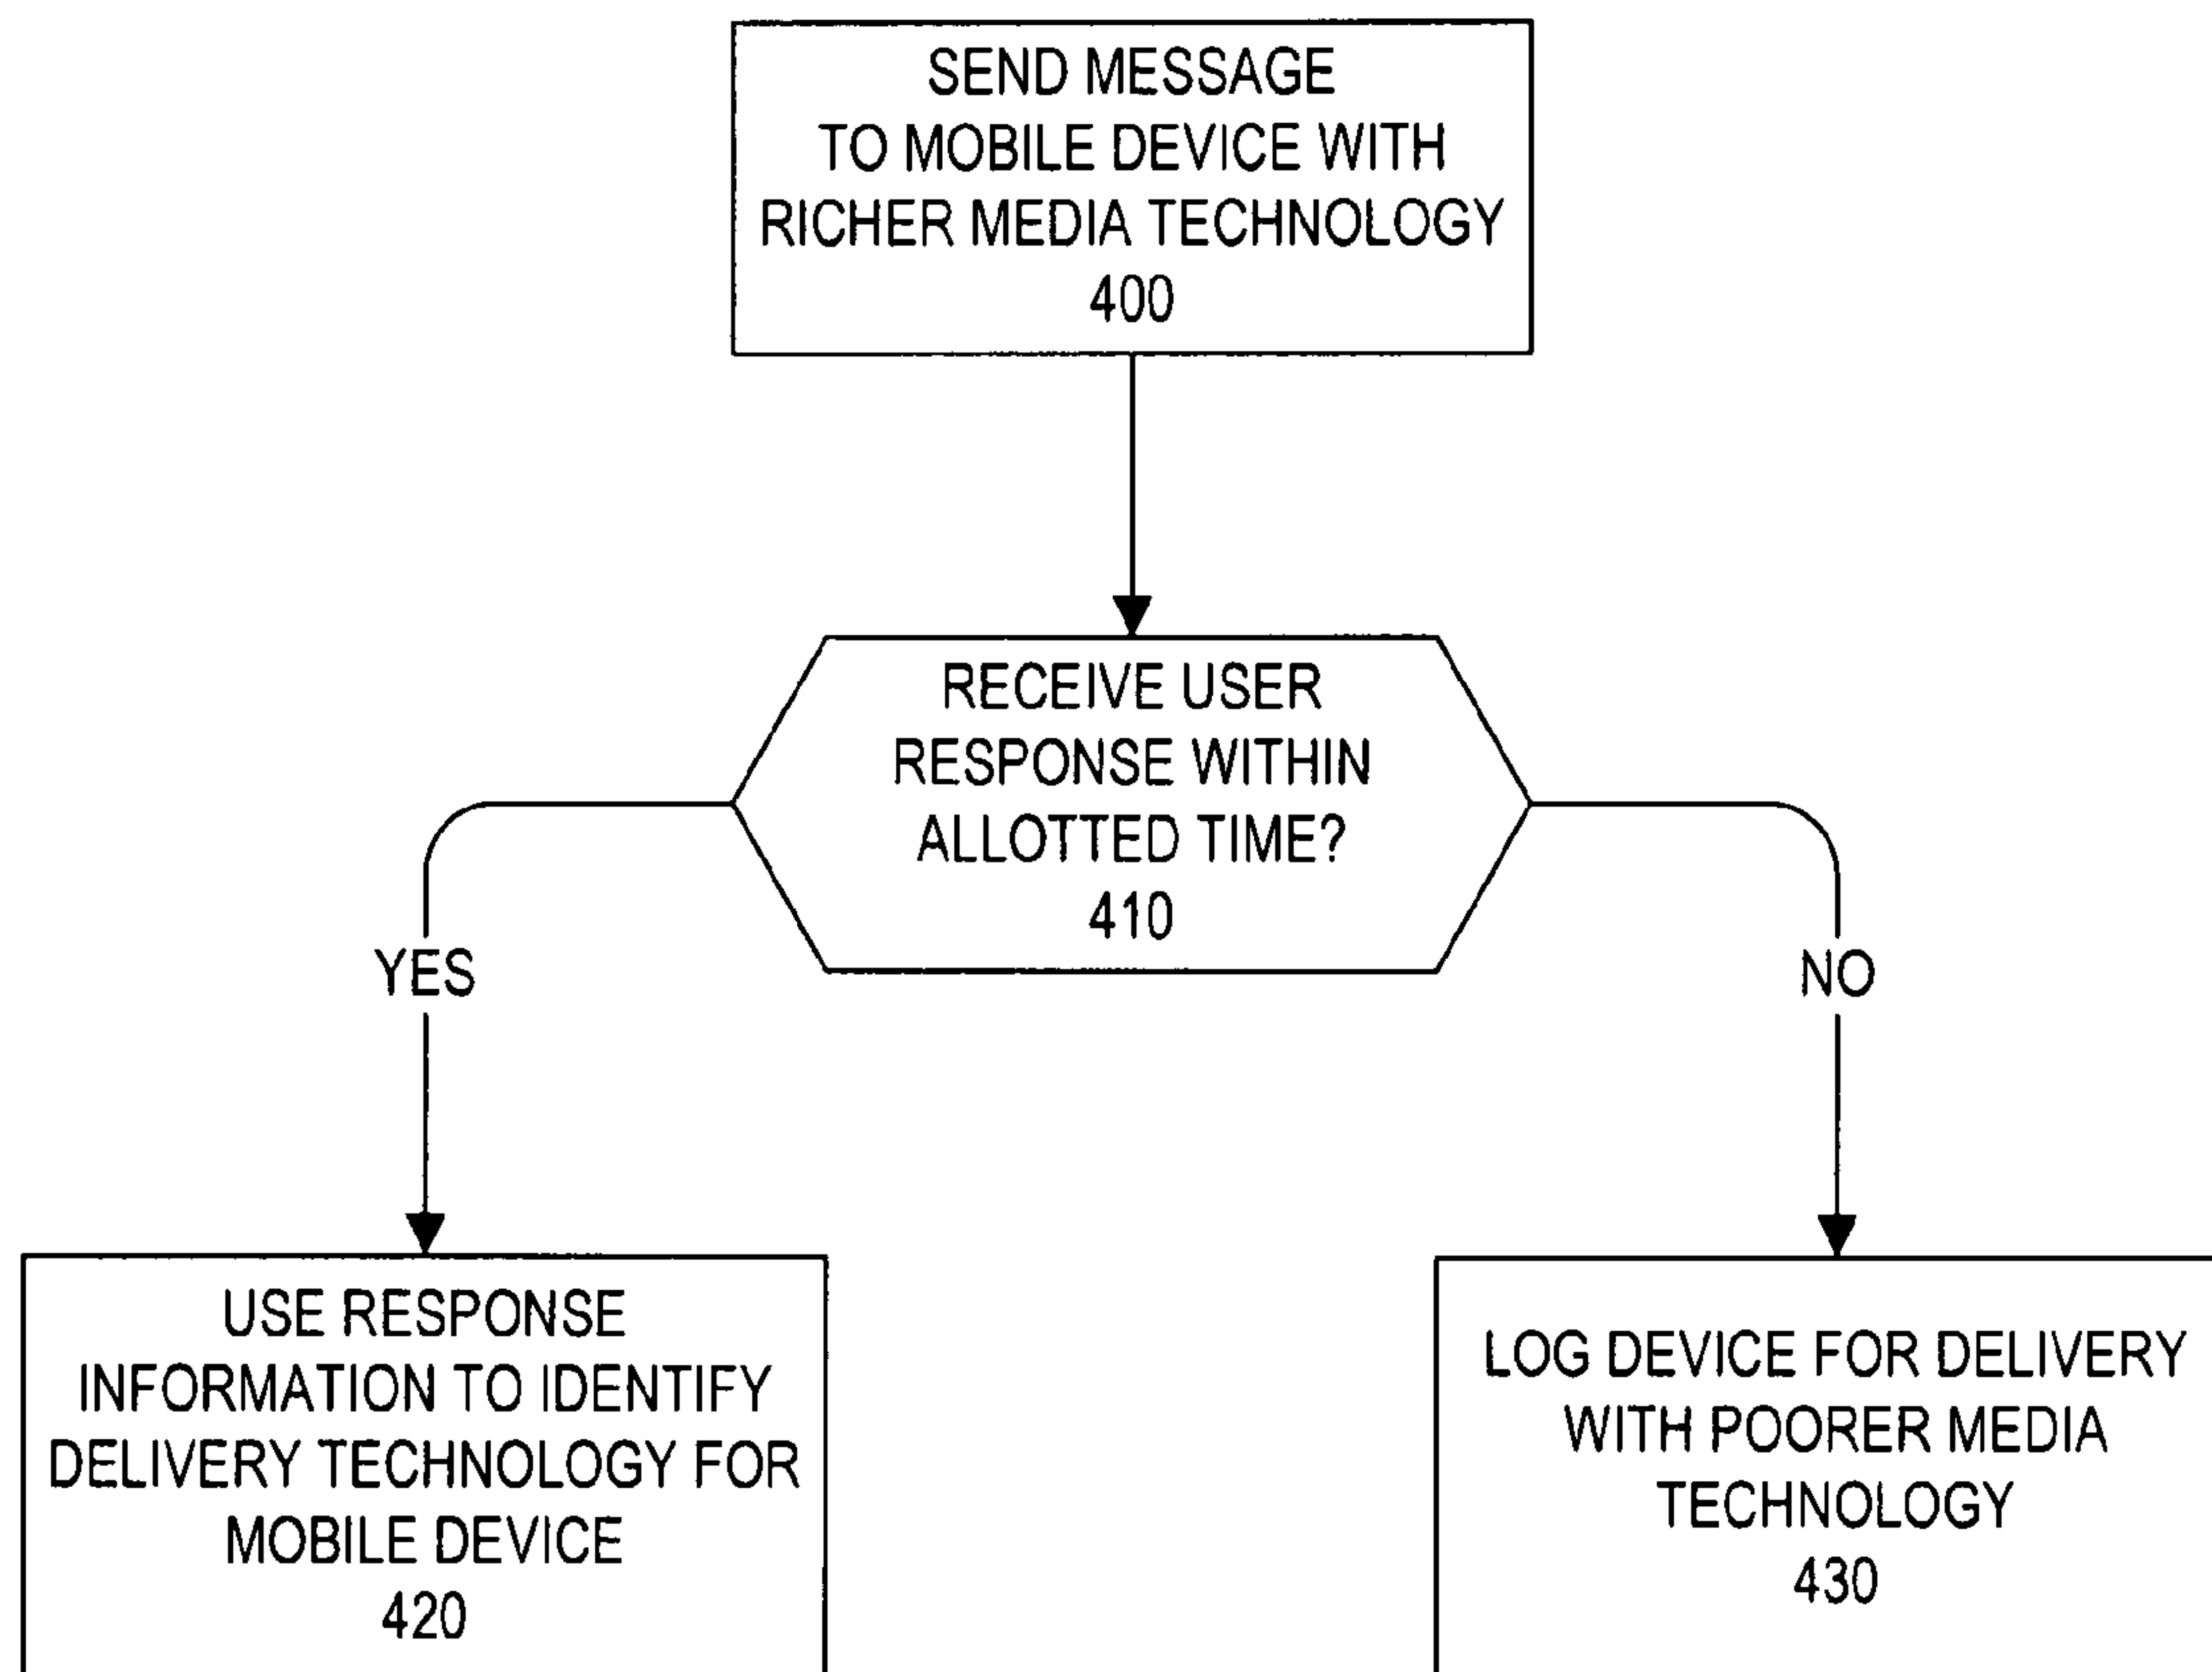 SEND MESSAGE
TO MOBILE DEVICE WITH
RICHER MEDIA TECHNOLOGY
400
RECEIVE USER
RESPONSE WITHIN
ALLOTTED TIME?
410
YES
NO
USE RESPONSE
INFORMATION TO IDENTIFY
DELIVERY TECHNOLOGY FOR
MOBILE DEVICE
420
LOG DEVICE FOR DELIVERY
WITH POORER MEDIA
TECHNOLOGY
430